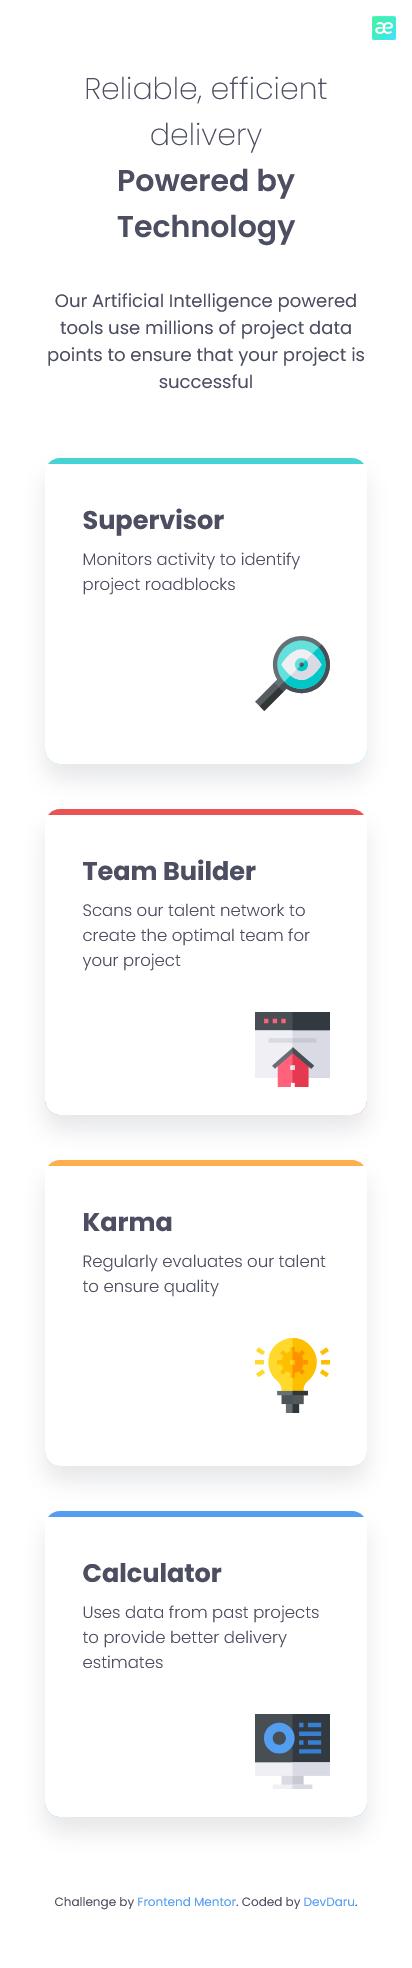 æ
Reliable, efficient
delivery
Powered by
Technology
Our Artificial Intelligence powered
tools use millions of project data
points to ensure that your project is
successful
Supervisor
Monitors activity to identify
project roadblocks
Team Builder
Scans our talent network to
create the optimal team for
your project
Karma
Regularly evaluates our talent
to ensure quality
Calculator
Uses data from past projects
to provide better delivery
estimates
Challenge by Frontend Mentor. Coded by DevDaru.